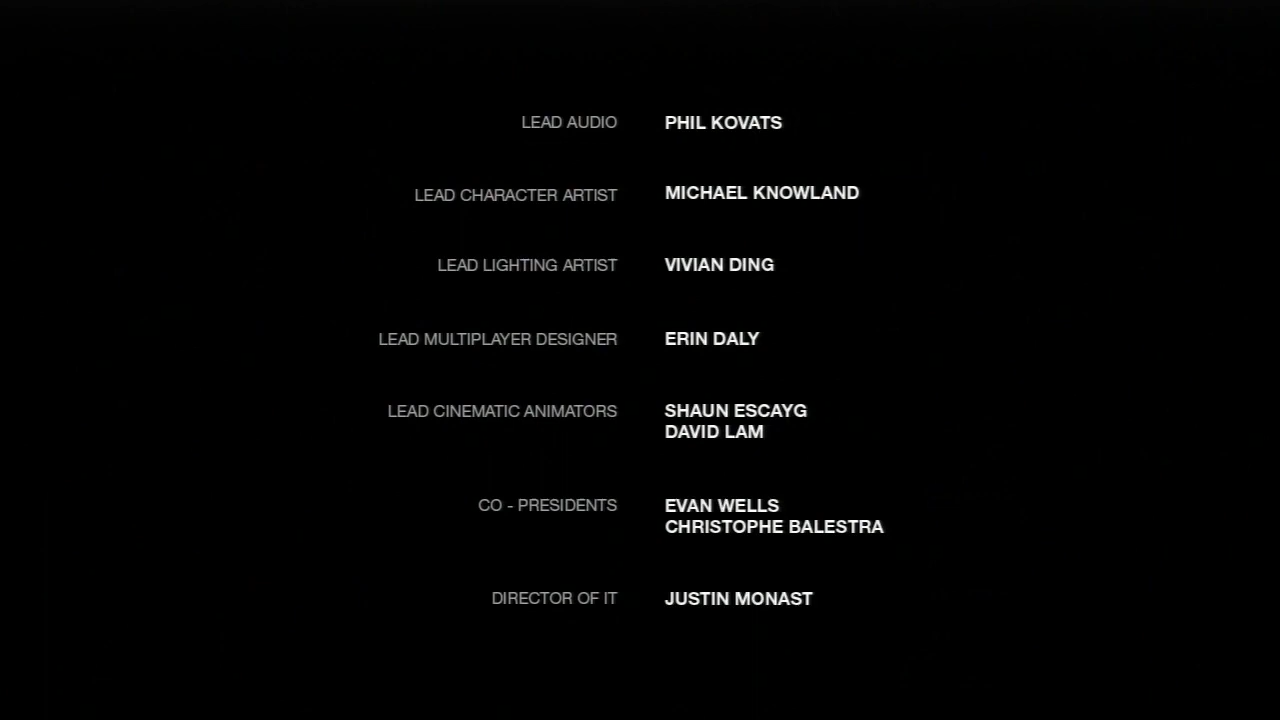 LEAD AUDIO PHIL KOVATS
LEAD CHARACTER ARTIST MICHAEL KNOWLAND
LEAD LIGHTING ARTIST VIVIAN DING
LEAD MULTIPLAYER DESIGNER ERIN DALY
LEAD CINEMATIC ANIMATORS SHAUN ESCAYG
DAVID LAM
CO - PRESIDENTS EVAN WELLS
CHRISTOPHE BALESTRA
DIRECTOR OF IT JUSTIN MONAST